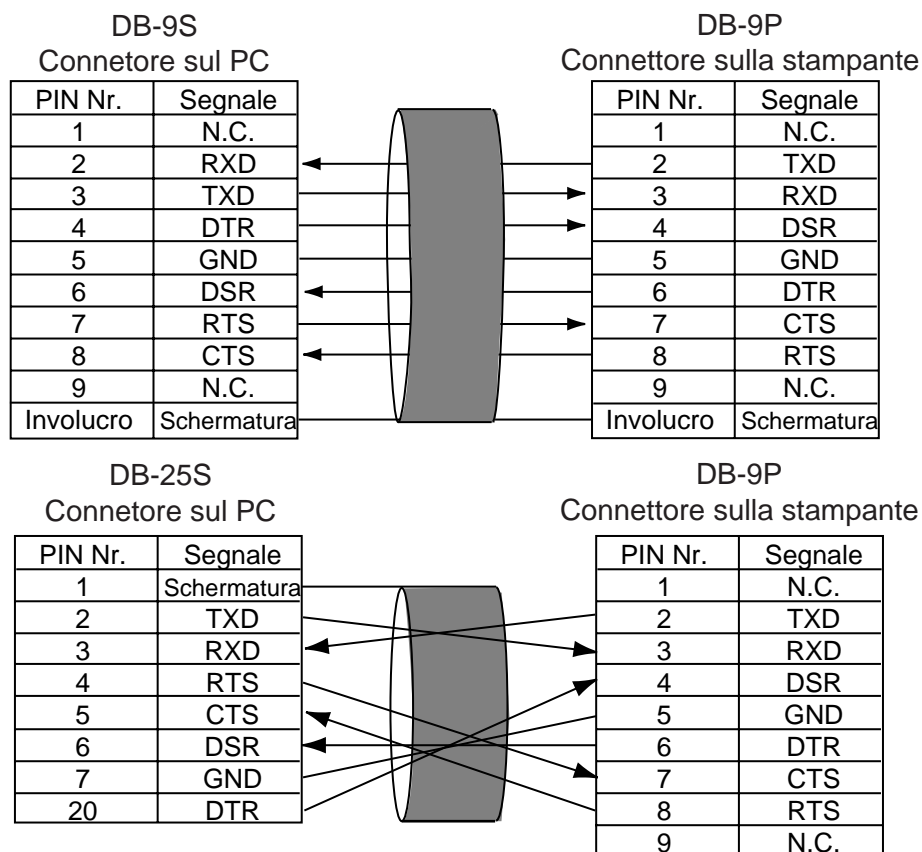 DB-9S DB-9P
Connetore sul PC Connettore sulla stampante
PIN Nr. Segnale PIN Nr. Segnale
1 N.C. 1 N.C.
2 RXD 2 TXD
3 TXD 3 RXD
4 DTR 4 DSR
5 GND 5 GND
6 DSR 6 DTR
7 RTS 7 CTS
8 CTS 8 RTS
9 N.C. 9 N.C.
Involucro Schermatura Involucro Schermatura
DB-25S DB-9P
Connetore sul PC Connettore sulla stampante
PIN Nr. Segnale PIN Nr. Segnale
1 Schermatura 1 N.C.
2 TXD 2 TXD
3 RXD 3 RXD
4 RTS 4 DSR
5 CTS 5 GND
6 DSR 6 DTR
7 GND 7 CTS
20 DTR 8 RTS
9 N.C.